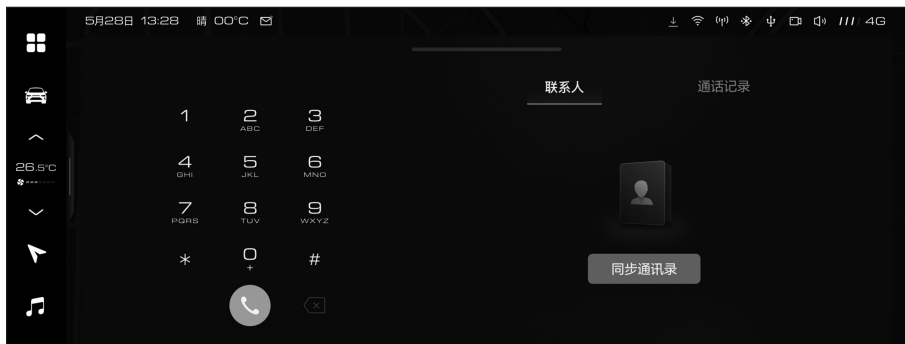 5月28日 13:28 晴 00°C
4G
联系人 通话记录
1 2 3
ABC DEF
26.5°C
4 5 6
GHI JKL MNO
7 8 9
PQRS TUV WXYZ
* 0 #
+
同步通讯录